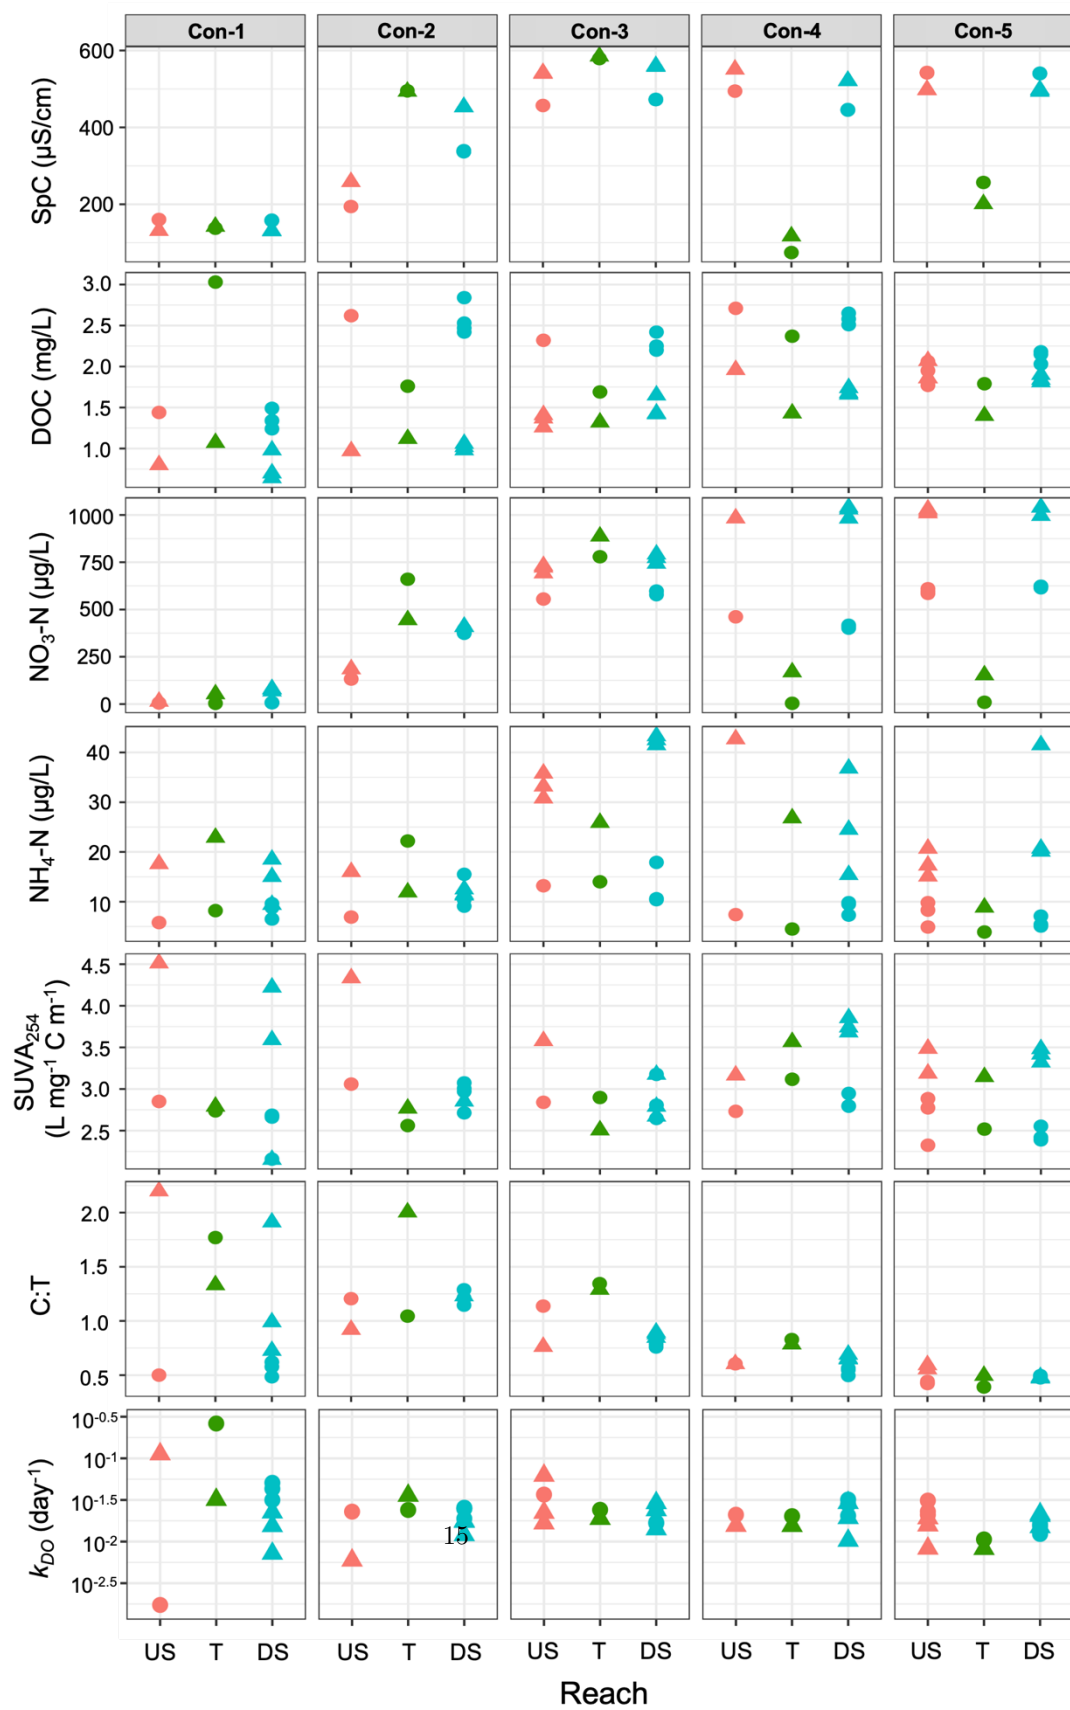 Con-1 Con-2 Con-3 Con-4 Con-5
SpC (µS/cm)
600
400
200
DOC (mg/L)
3.0
2.5
2.0
1.5
1.0
NO₃-N (µg/L)
1000
750
500
250
0
NH₄-N (µg/L)
40
30
20
10
SUVA₂₅₄
(L mg⁻¹ C m⁻¹)
4.5
4.0
3.5
3.0
2.5
C:T
2.0
1.5
1.0
0.5
k_DO (day⁻¹)
10⁻⁰·⁵
10⁻¹
10⁻¹·⁵
10⁻²
10⁻²·⁵
15
US T DS US T DS US T DS US T DS US T DS
Reach